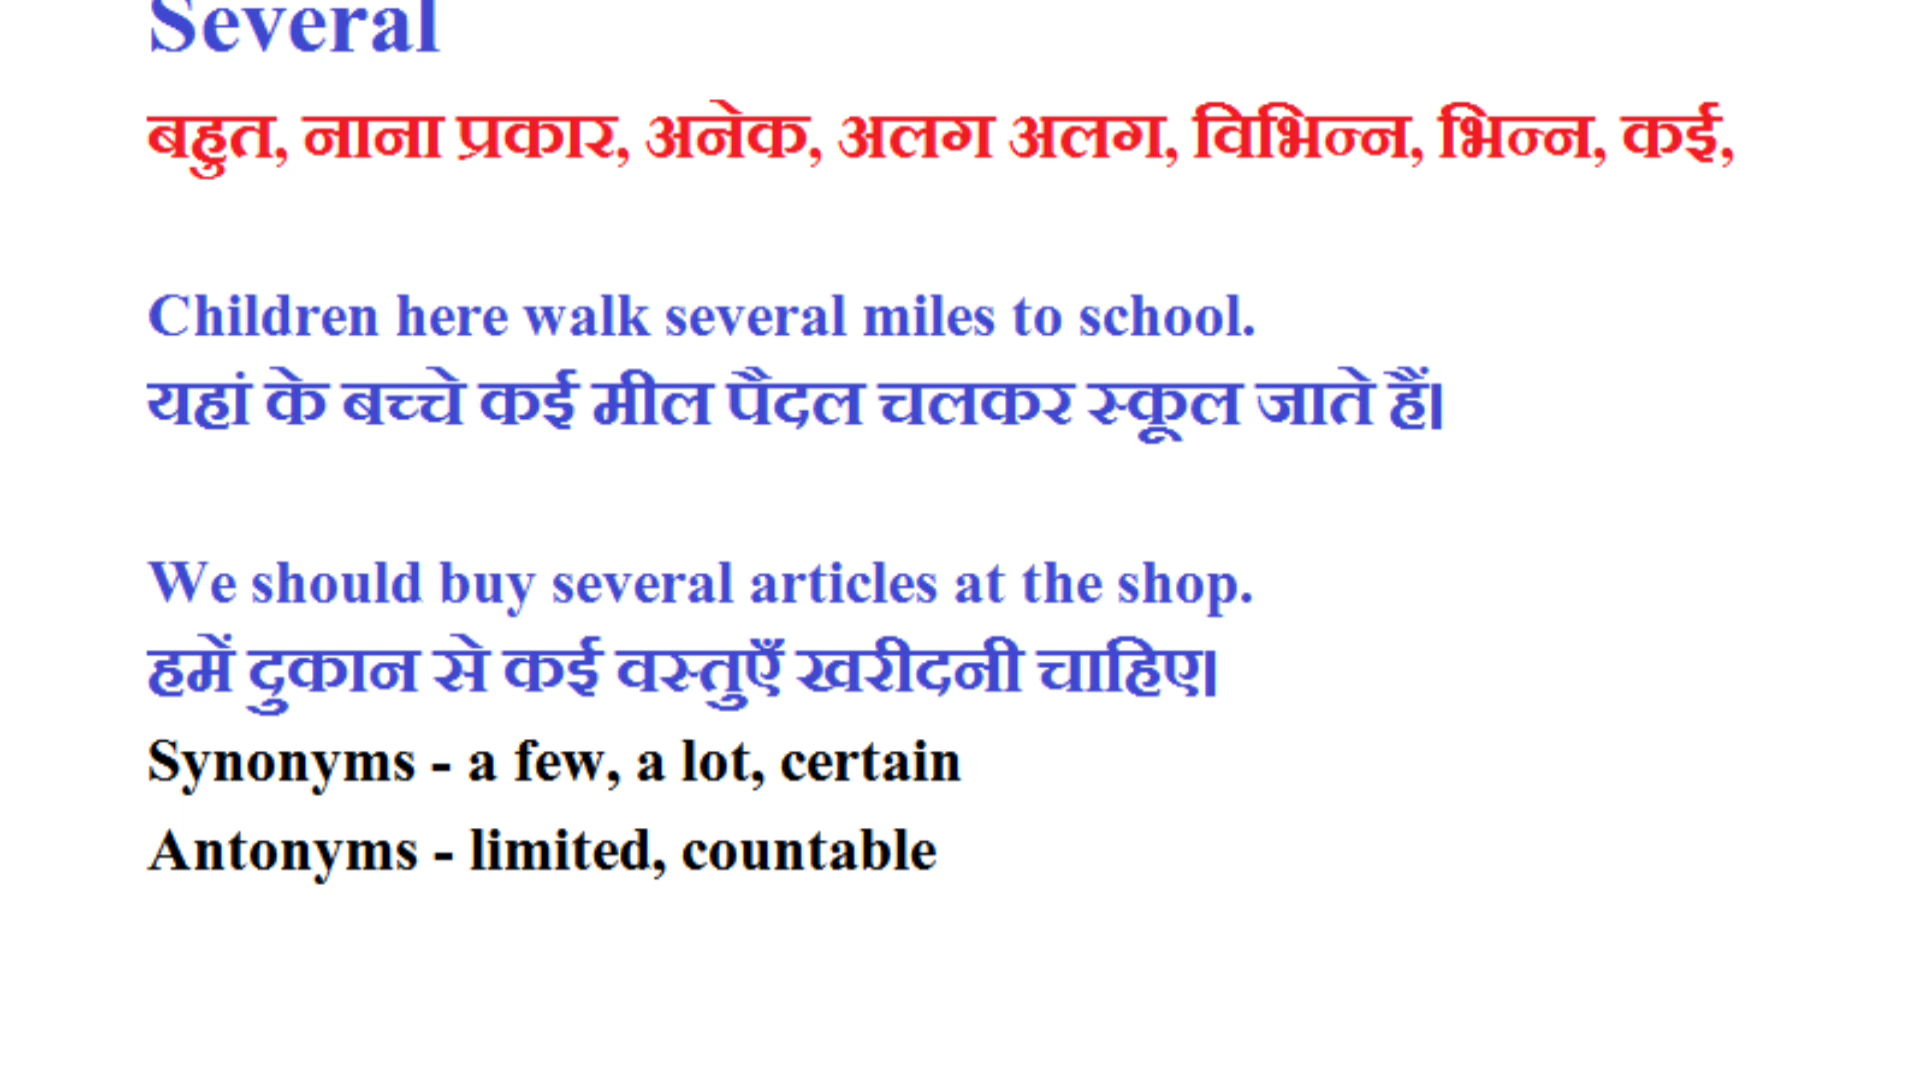 Several
बहुत, नाना प्रकार, अनेक, अलग अलग, विभिन्न, भिन्न, कई,
Children here walk several miles to school.
यहां के बच्चे कई मील पैदल चलकर स्कूल जाते हैं।
We should buy several articles at the shop.
हमें दुकान से कई वस्तुएँ खरीदनी चाहिए।
Synonyms - a few, a lot, certain
Antonyms - limited, countable